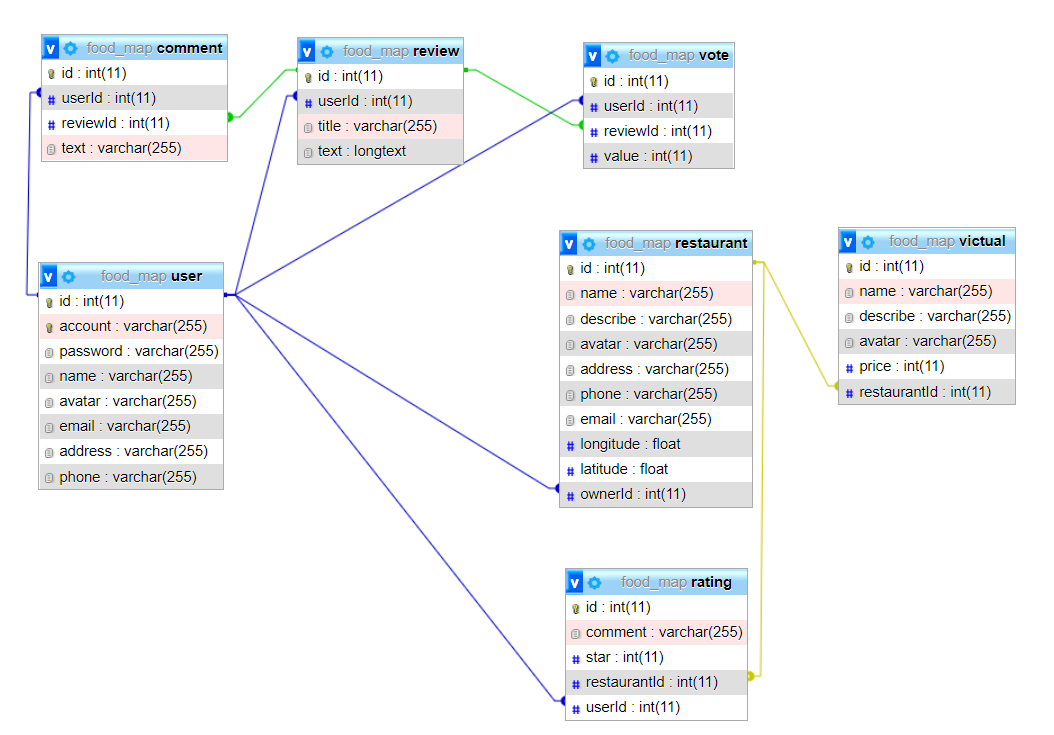 v food_map comment
id : int(11)
userId : int(11)
reviewId : int(11)
text : varchar(255)
v food_map review
id : int(11)
userId : int(11)
title : varchar(255)
text : longtext
v food_map vote
id : int(11)
userId : int(11)
reviewId : int(11)
value : int(11)
v food_map user
id : int(11)
account : varchar(255)
password : varchar(255)
name : varchar(255)
avatar : varchar(255)
email : varchar(255)
address : varchar(255)
phone : varchar(255)
v food_map restaurant
id : int(11)
name : varchar(255)
describe : varchar(255)
avatar : varchar(255)
address : varchar(255)
phone : varchar(255)
email : varchar(255)
# longitude : float
# latitude : float
# ownerId : int(11)
v food_map victual
id : int(11)
name : varchar(255)
describe : varchar(255)
avatar : varchar(255)
# price : int(11)
# restaurantId : int(11)
v food_map rating
id : int(11)
comment : varchar(255)
# star : int(11)
# restaurantId : int(11)
# userId : int(11)